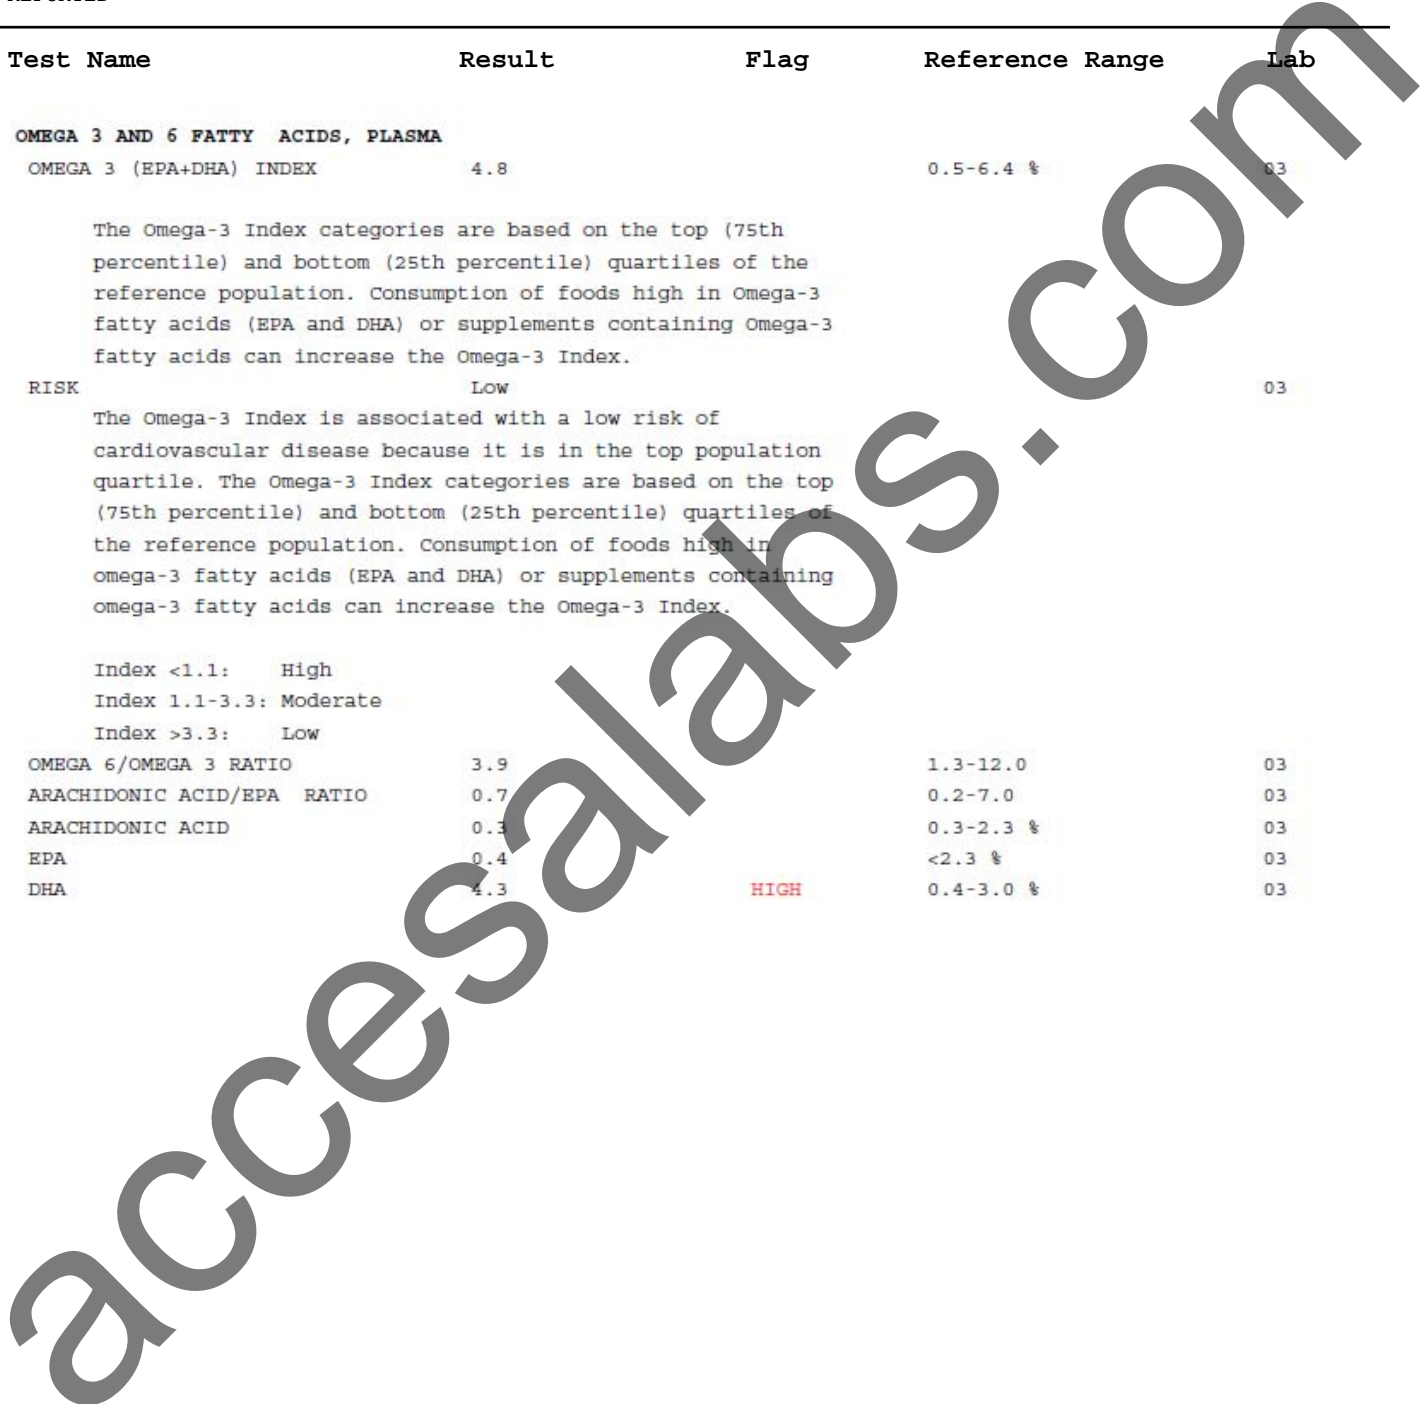 Test Name Result Flag Reference Range Lab
OMEGA 3 AND 6 FATTY ACIDS, PLASMA
OMEGA 3 (EPA+DHA) INDEX 4.8 0.5-6.4 % 03
The Omega-3 Index categories are based on the top (75th
percentile) and bottom (25th percentile) quartiles of the
reference population. Consumption of foods high in Omega-3
fatty acids (EPA and DHA) or supplements containing Omega-3
fatty acids can increase the Omega-3 Index.
RISK Low 03
The Omega-3 Index is associated with a low risk of
cardiovascular disease because it is in the top population
quartile. The Omega-3 Index categories are based on the top
(75th percentile) and bottom (25th percentile) quartiles of
the reference population. Consumption of foods high in
omega-3 fatty acids (EPA and DHA) or supplements containing
omega-3 fatty acids can increase the Omega-3 Index.
Index <1.1: High
Index 1.1-3.3: Moderate
Index >3.3: Low
OMEGA 6/OMEGA 3 RATIO 3.9 1.3-12.0 03
ARACHIDONIC ACID/EPA RATIO 0.7 0.2-7.0 03
ARACHIDONIC ACID 0.3 0.3-2.3 % 03
EPA 0.4 <2.3 % 03
DHA 4.3 HIGH 0.4-3.0 % 03
accesalabs.com